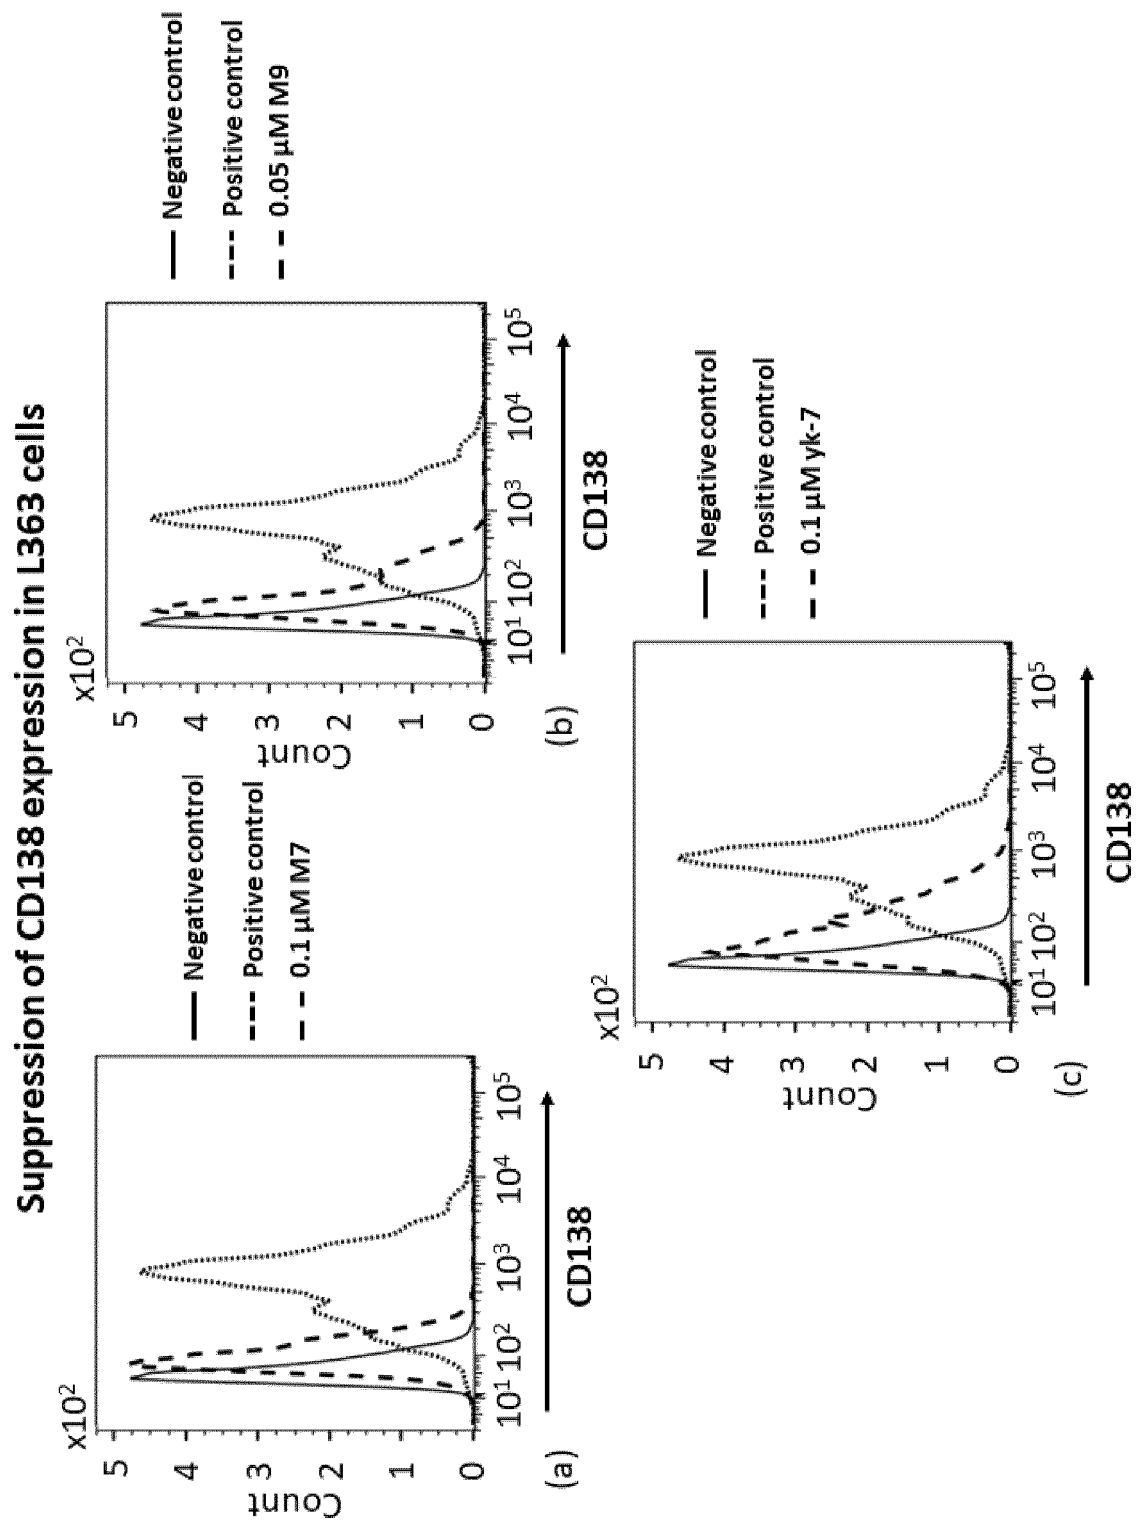 Suppression of CD138 expression in L363 cells
x10²
5
4
3
2
1
0
Count
10¹ 10² 10³ 10⁴ 10⁵
CD138
(a)
Negative control
Positive control
0.1 µM M7
x10²
5
4
3
2
1
0
Count
10¹ 10² 10³ 10⁴ 10⁵
CD138
(b)
Negative control
Positive control
0.05 µM M9
x10²
5
4
3
2
1
0
Count
10¹ 10² 10³ 10⁴ 10⁵
CD138
(c)
Negative control
Positive control
0.1 µM yk-7